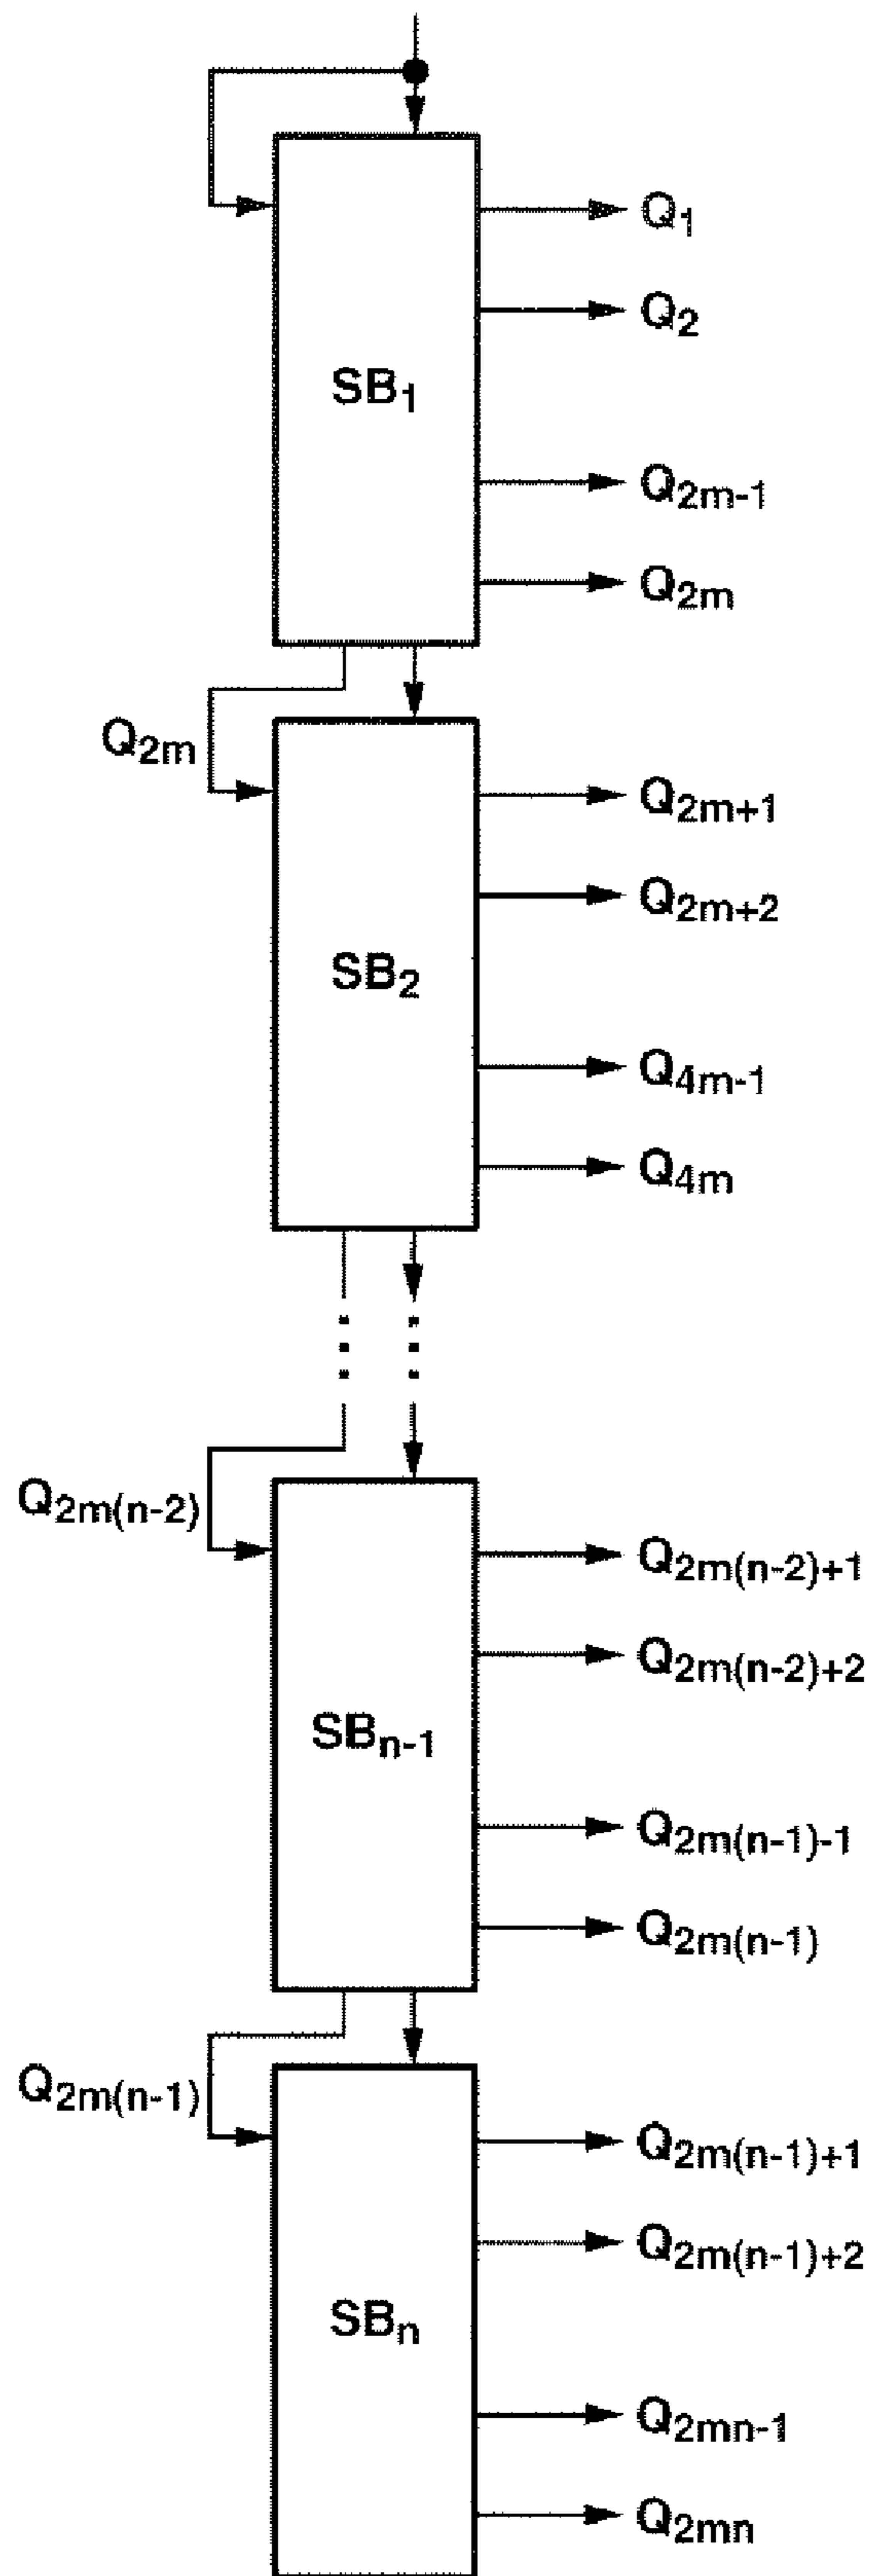 Q₁
Q₂
SB₁
Q₂ₘ₋₁
Q₂ₘ
Q₂ₘ
Q₂ₘ₊₁
Q₂ₘ₊₂
SB₂
Q₄ₘ₋₁
Q₄ₘ
Q₂ₘ₍ₙ₋₂₎
Q₂ₘ₍ₙ₋₂₎₊₁
Q₂ₘ₍ₙ₋₂₎₊₂
SBₙ₋₁
Q₂ₘ₍ₙ₋₁₎₋₁
Q₂ₘ₍ₙ₋₁₎
Q₂ₘ₍ₙ₋₁₎
Q₂ₘ₍ₙ₋₁₎₊₁
Q₂ₘ₍ₙ₋₁₎₊₂
SBₙ
Q₂ₘₙ₋₁
Q₂ₘₙ